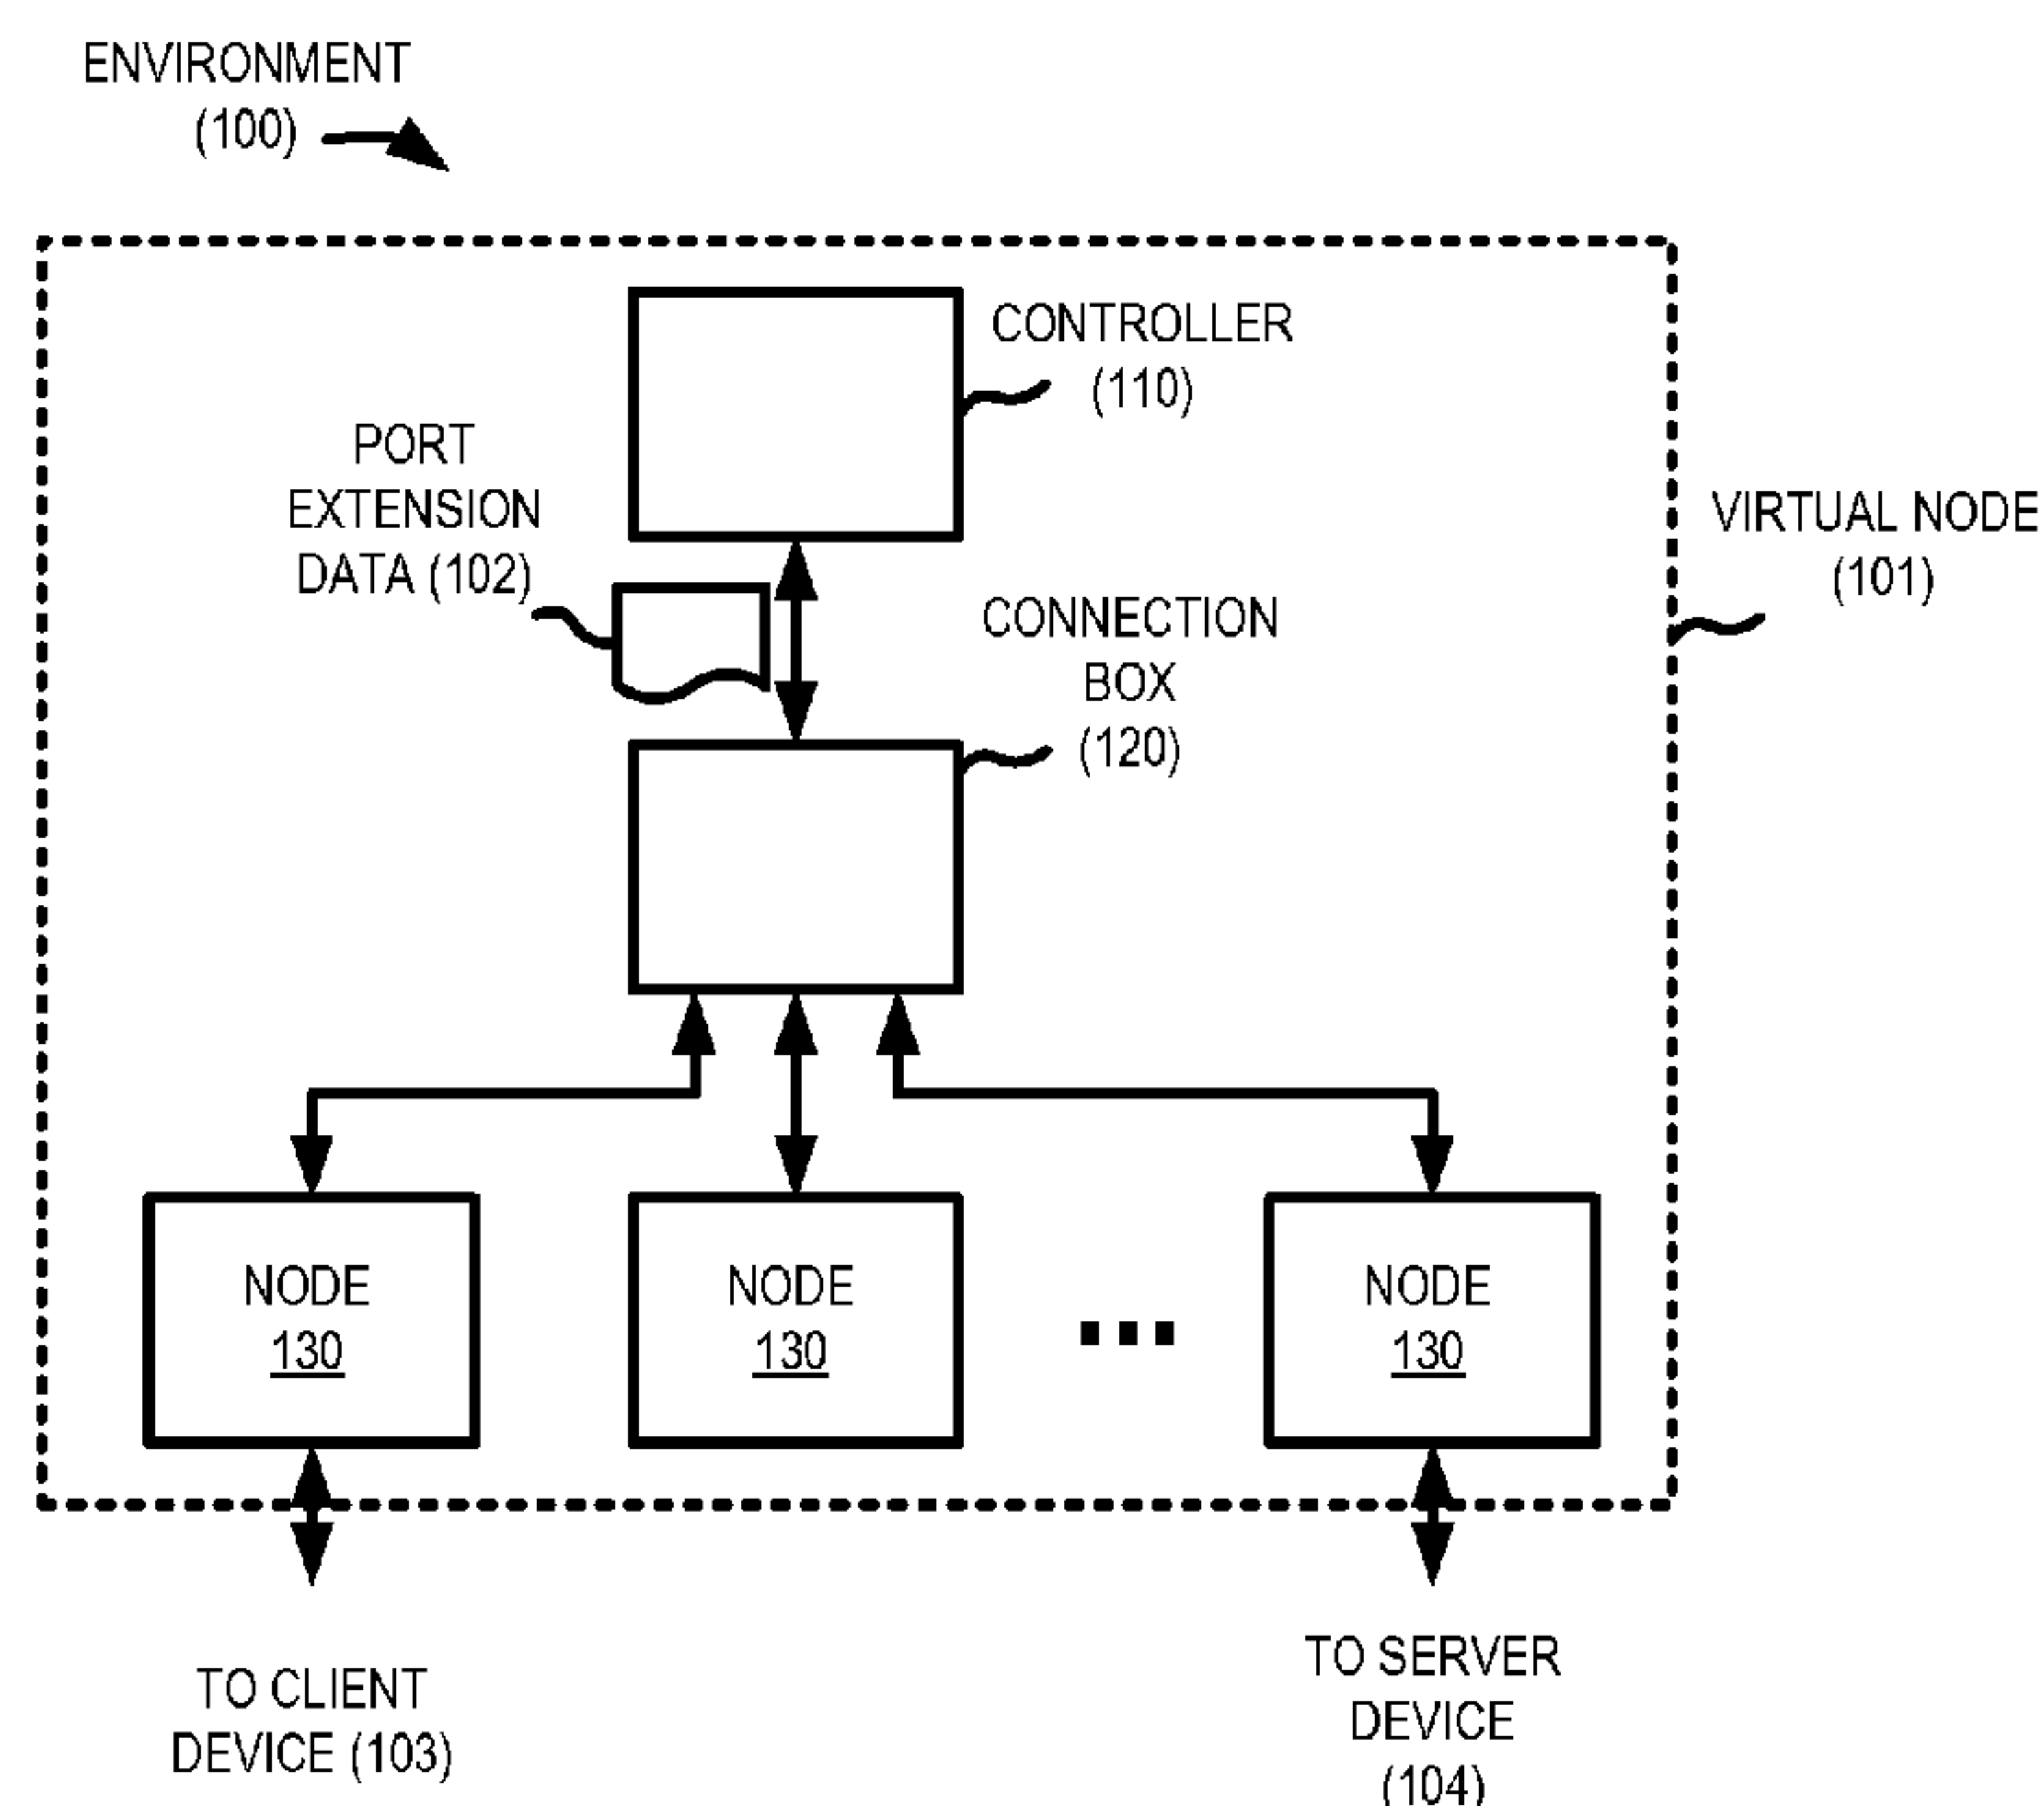 ENVIRONMENT
(100)
CONTROLLER
(110)
PORT
EXTENSION
DATA (102)
VIRTUAL NODE
(101)
CONNECTION
BOX
(120)
NODE
130
NODE
130
NODE
130
TO CLIENT
DEVICE (103)
TO SERVER
DEVICE
(104)